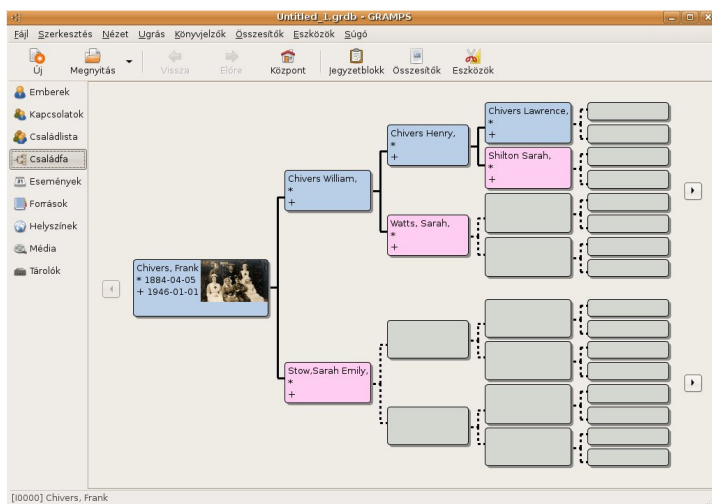 Untitled_1.grdb - GRAMPS
Fájl Szerkesztés Nézet Ugrás Könyvjelzők Összesítők Eszközök Súgó
Új Megnyitás Vissza Előre Központ Jegyzetblokk Összesítők Eszközök
Emberek
Kapcsolatok
Családlista
Családfa
Események
Források
Helyszínek
Média
Tárolók
Chivers, Frank
* 1884-04-05
+ 1946-01-01
Chivers William,
*
+
Stow,Sarah Emily,
*
+
Chivers Henry,
*
+
Watts, Sarah,
*
+
Chivers Lawrence,
*
+
Shilton Sarah,
*
+
[I0000] Chivers, Frank